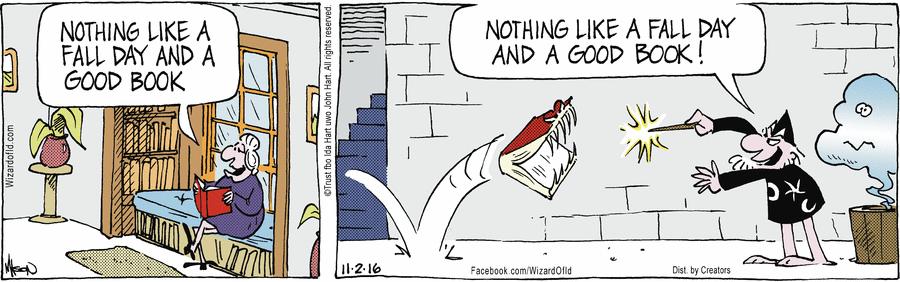 NOTHING LIKE A
FALL DAY AND A
GOOD BOOK
WizardofId.com
MASON
©Trust fbo Ida Hart uwo John Hart. All rights reserved.
NOTHING LIKE A FALL DAY
AND A GOOD BOOK!
11-2-16
Facebook.com/WizardOfId
Dist. by Creators